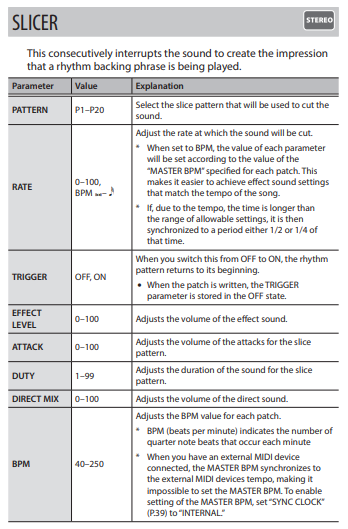 SLICER
STEREO
This consecutively interrupts the sound to create the impression
that a rhythm backing phrase is being played.
Parameter Value Explanation
PATTERN P1–P20 Select the slice pattern that will be used to cut the
sound.
RATE 0–100,
BPM –
Adjust the rate at which the sound will be cut.
* When set to BPM, the value of each parameter
will be set according to the value of the
“MASTER BPM” specified for each patch. This
makes it easier to achieve effect sound settings
that match the tempo of the song.
* If, due to the tempo, the time is longer than
the range of allowable settings, it is then
synchronized to a period either 1/2 or 1/4 of
that time.
TRIGGER OFF, ON
When you switch this from OFF to ON, the rhythm
pattern returns to its beginning.
• When the patch is written, the TRIGGER
parameter is stored in the OFF state.
EFFECT
LEVEL
0–100 Adjusts the volume of the effect sound.
ATTACK 0–100 Adjusts the volume of the attacks for the slice
pattern.
DUTY 1–99 Adjusts the duration of the sound for the slice
pattern.
DIRECT MIX 0–100 Adjusts the volume of the direct sound.
BPM 40–250
Adjusts the BPM value for each patch.
* BPM (beats per minute) indicates the number of
quarter note beats that occur each minute
* When you have an external MIDI device
connected, the MASTER BPM synchronizes to
the external MIDI devices tempo, making it
impossible to set the MASTER BPM. To enable
setting of the MASTER BPM, set “SYNC CLOCK”
(P.39) to “INTERNAL.”